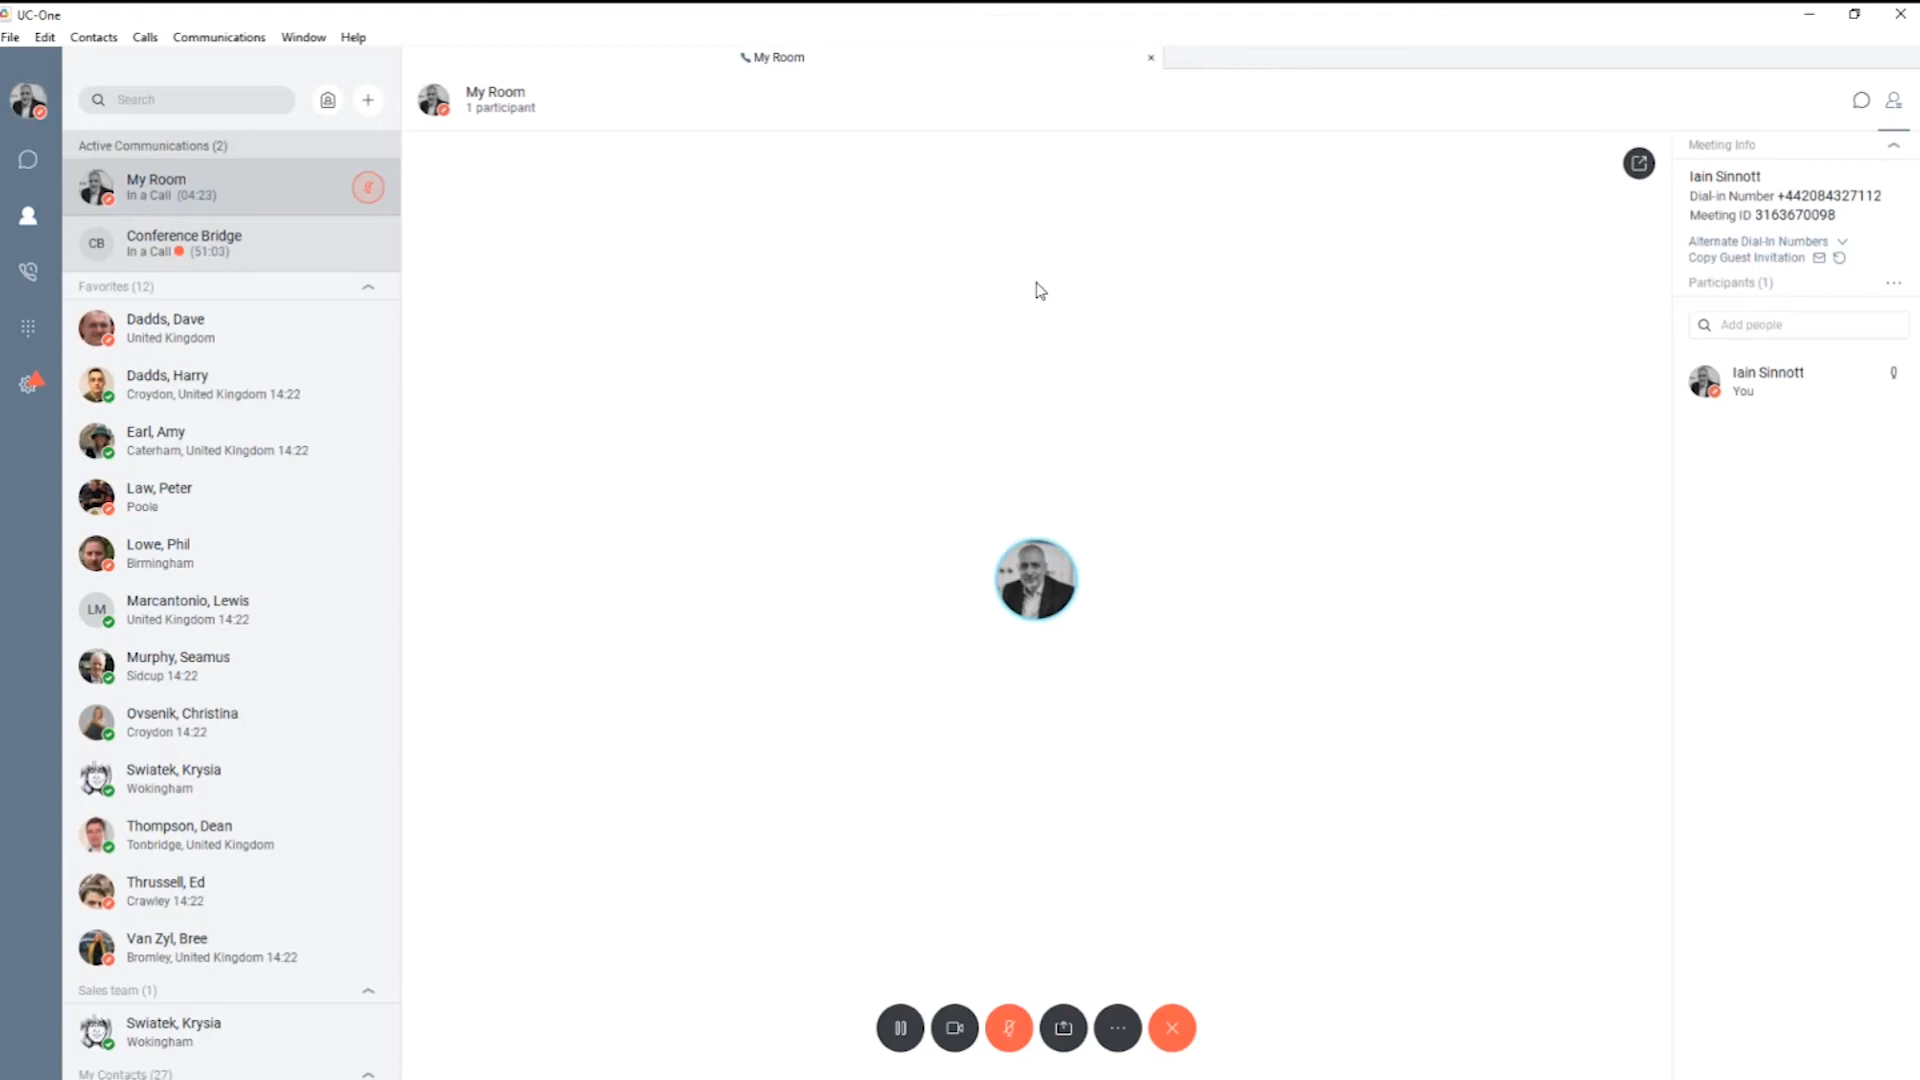 UC-One
File Edit Contacts Calls Communications Window Help
My Room
Search
My Room
1 participant
Active Communications (2)
My Room
In a Call (04:23)
CB
Conference Bridge
In a Call (51:03)
Favorites (12)
Dadds, Dave
United Kingdom
Dadds, Harry
Croydon, United Kingdom 14:22
Earl, Amy
Caterham, United Kingdom 14:22
Law, Peter
Poole
Lowe, Phil
Birmingham
LM
Marcantonio, Lewis
United Kingdom 14:22
Murphy, Seamus
Sidcup 14:22
Ovsenik, Christina
Croydon 14:22
Swiatek, Krysia
Wokingham
Thompson, Dean
Tonbridge, United Kingdom
Thrussell, Ed
Crawley 14:22
Van Zyl, Bree
Bromley, United Kingdom 14:22
Sales team (1)
Swiatek, Krysia
Wokingham
My Contacts (27)
Meeting Info
Iain Sinnott
Dial-in Number +442084327112
Meeting ID 3163670098
Alternate Dial-In Numbers
Copy Guest Invitation
Participants (1)
Add people
Iain Sinnott
You